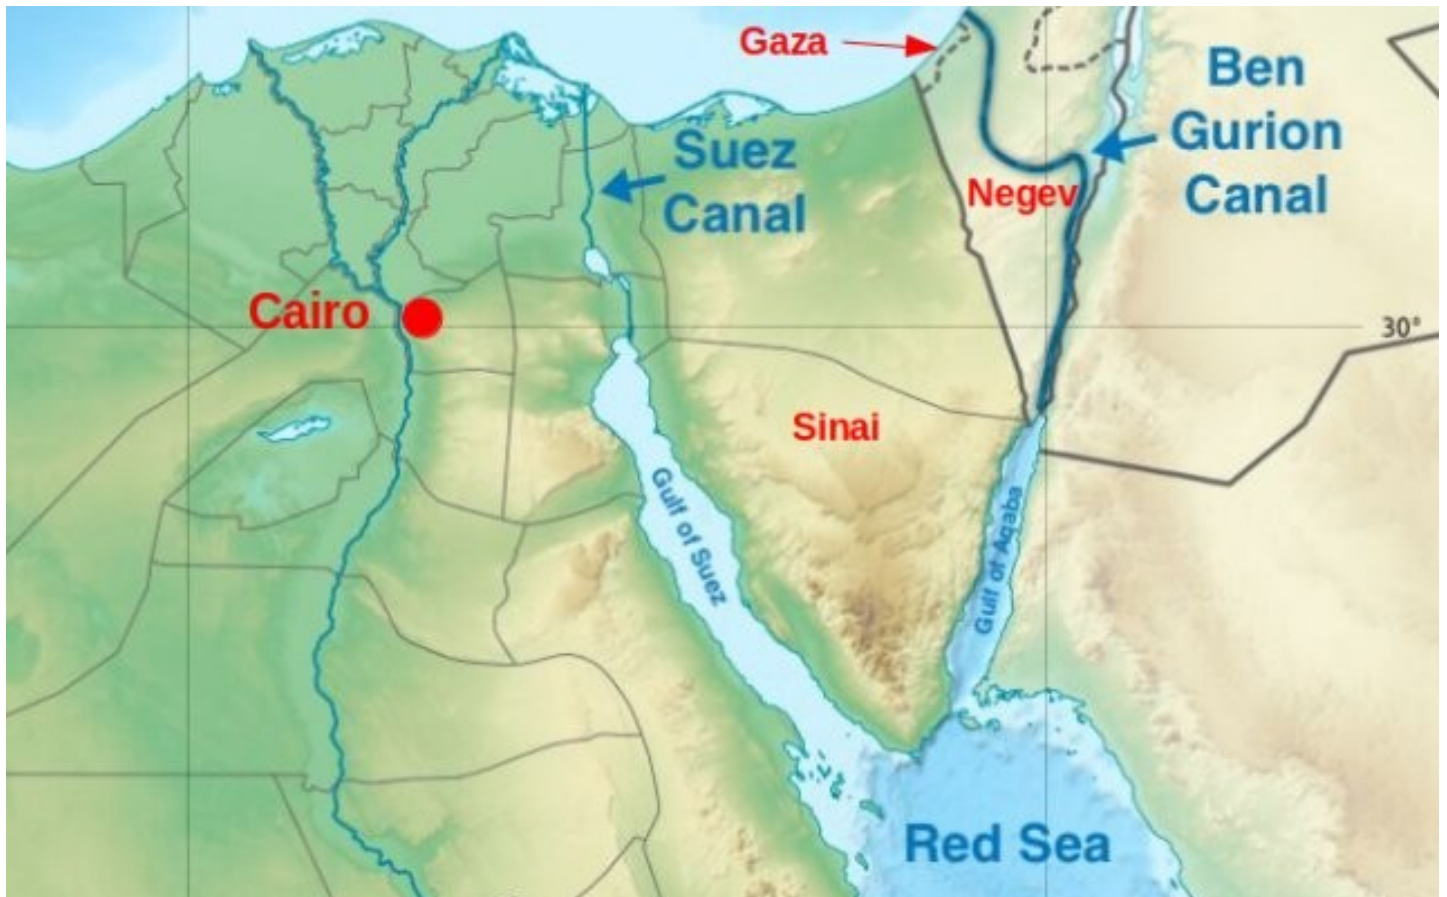 Gaza
Ben
Gurion
Canal
Suez
Canal
Negev
Cairo
30°
Sinai
Gulf of Suez
Gulf of Aqaba
Red Sea